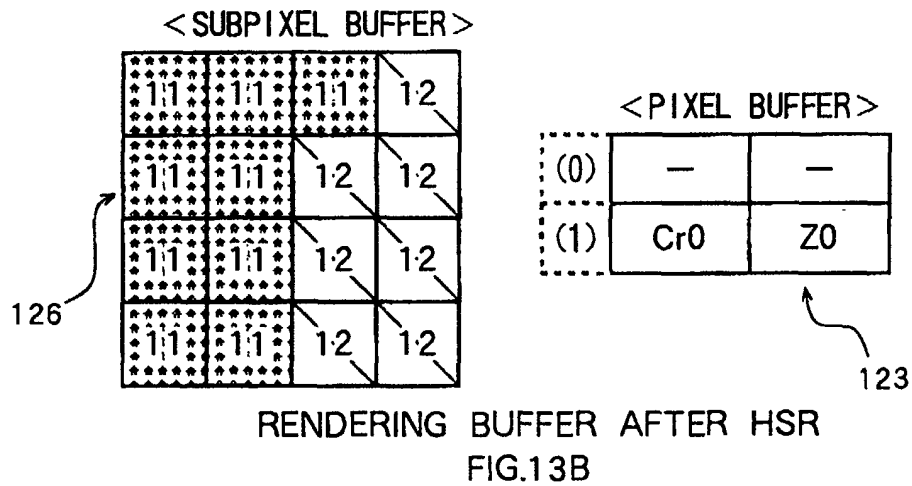 <SUBPIXEL BUFFER>
11 11 11 12
<PIXEL BUFFER>
11 11 12 12
(0) — —
11 11 12 12
(1) Cr0 Z0
126
11 11 12 12
123
RENDERING BUFFER AFTER HSR
FIG.13B